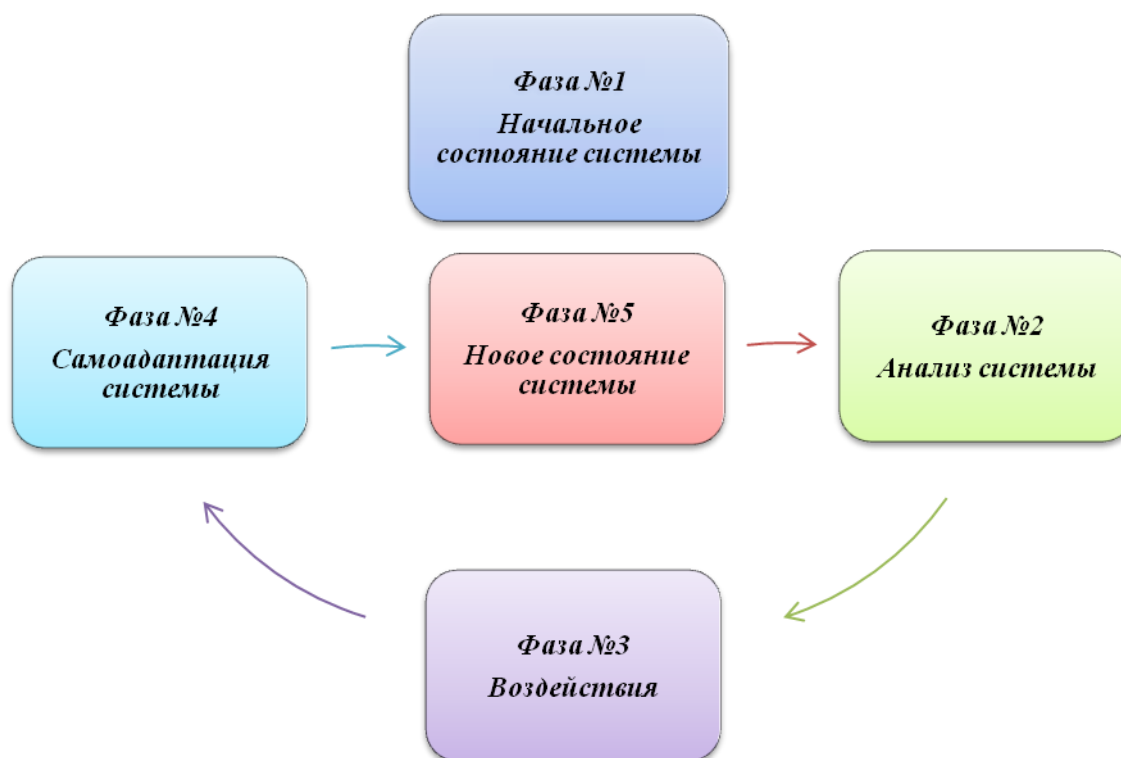 Фаза №1
Начальное
состояние системы
Фаза №4
Самоадаптация
системы
Фаза №5
Новое состояние
системы
Фаза №2
Анализ системы
Фаза №3
Воздействия